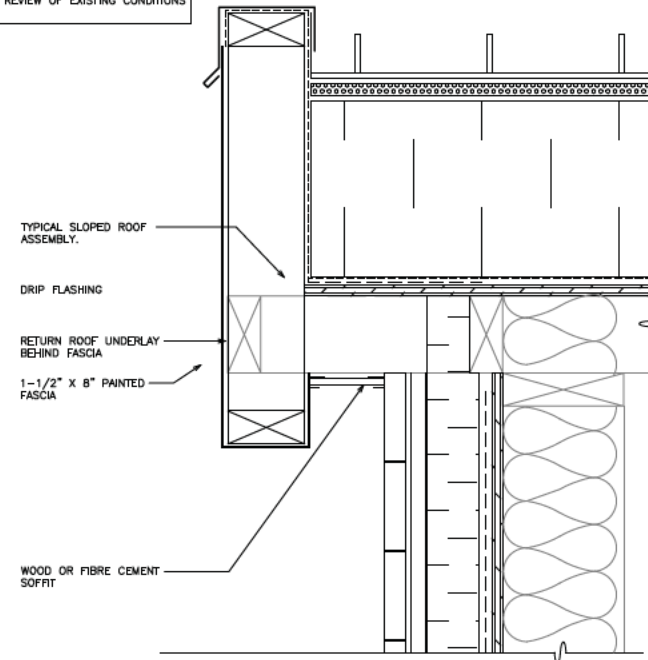 REVIEW OF EXISTING CONDITIONS
TYPICAL SLOPED ROOF
ASSEMBLY.
DRIP FLASHING
RETURN ROOF UNDERLAY
BEHIND FASCIA
1-1/2" X 8" PAINTED
FASCIA
WOOD OR FIBRE CEMENT
SOFFIT